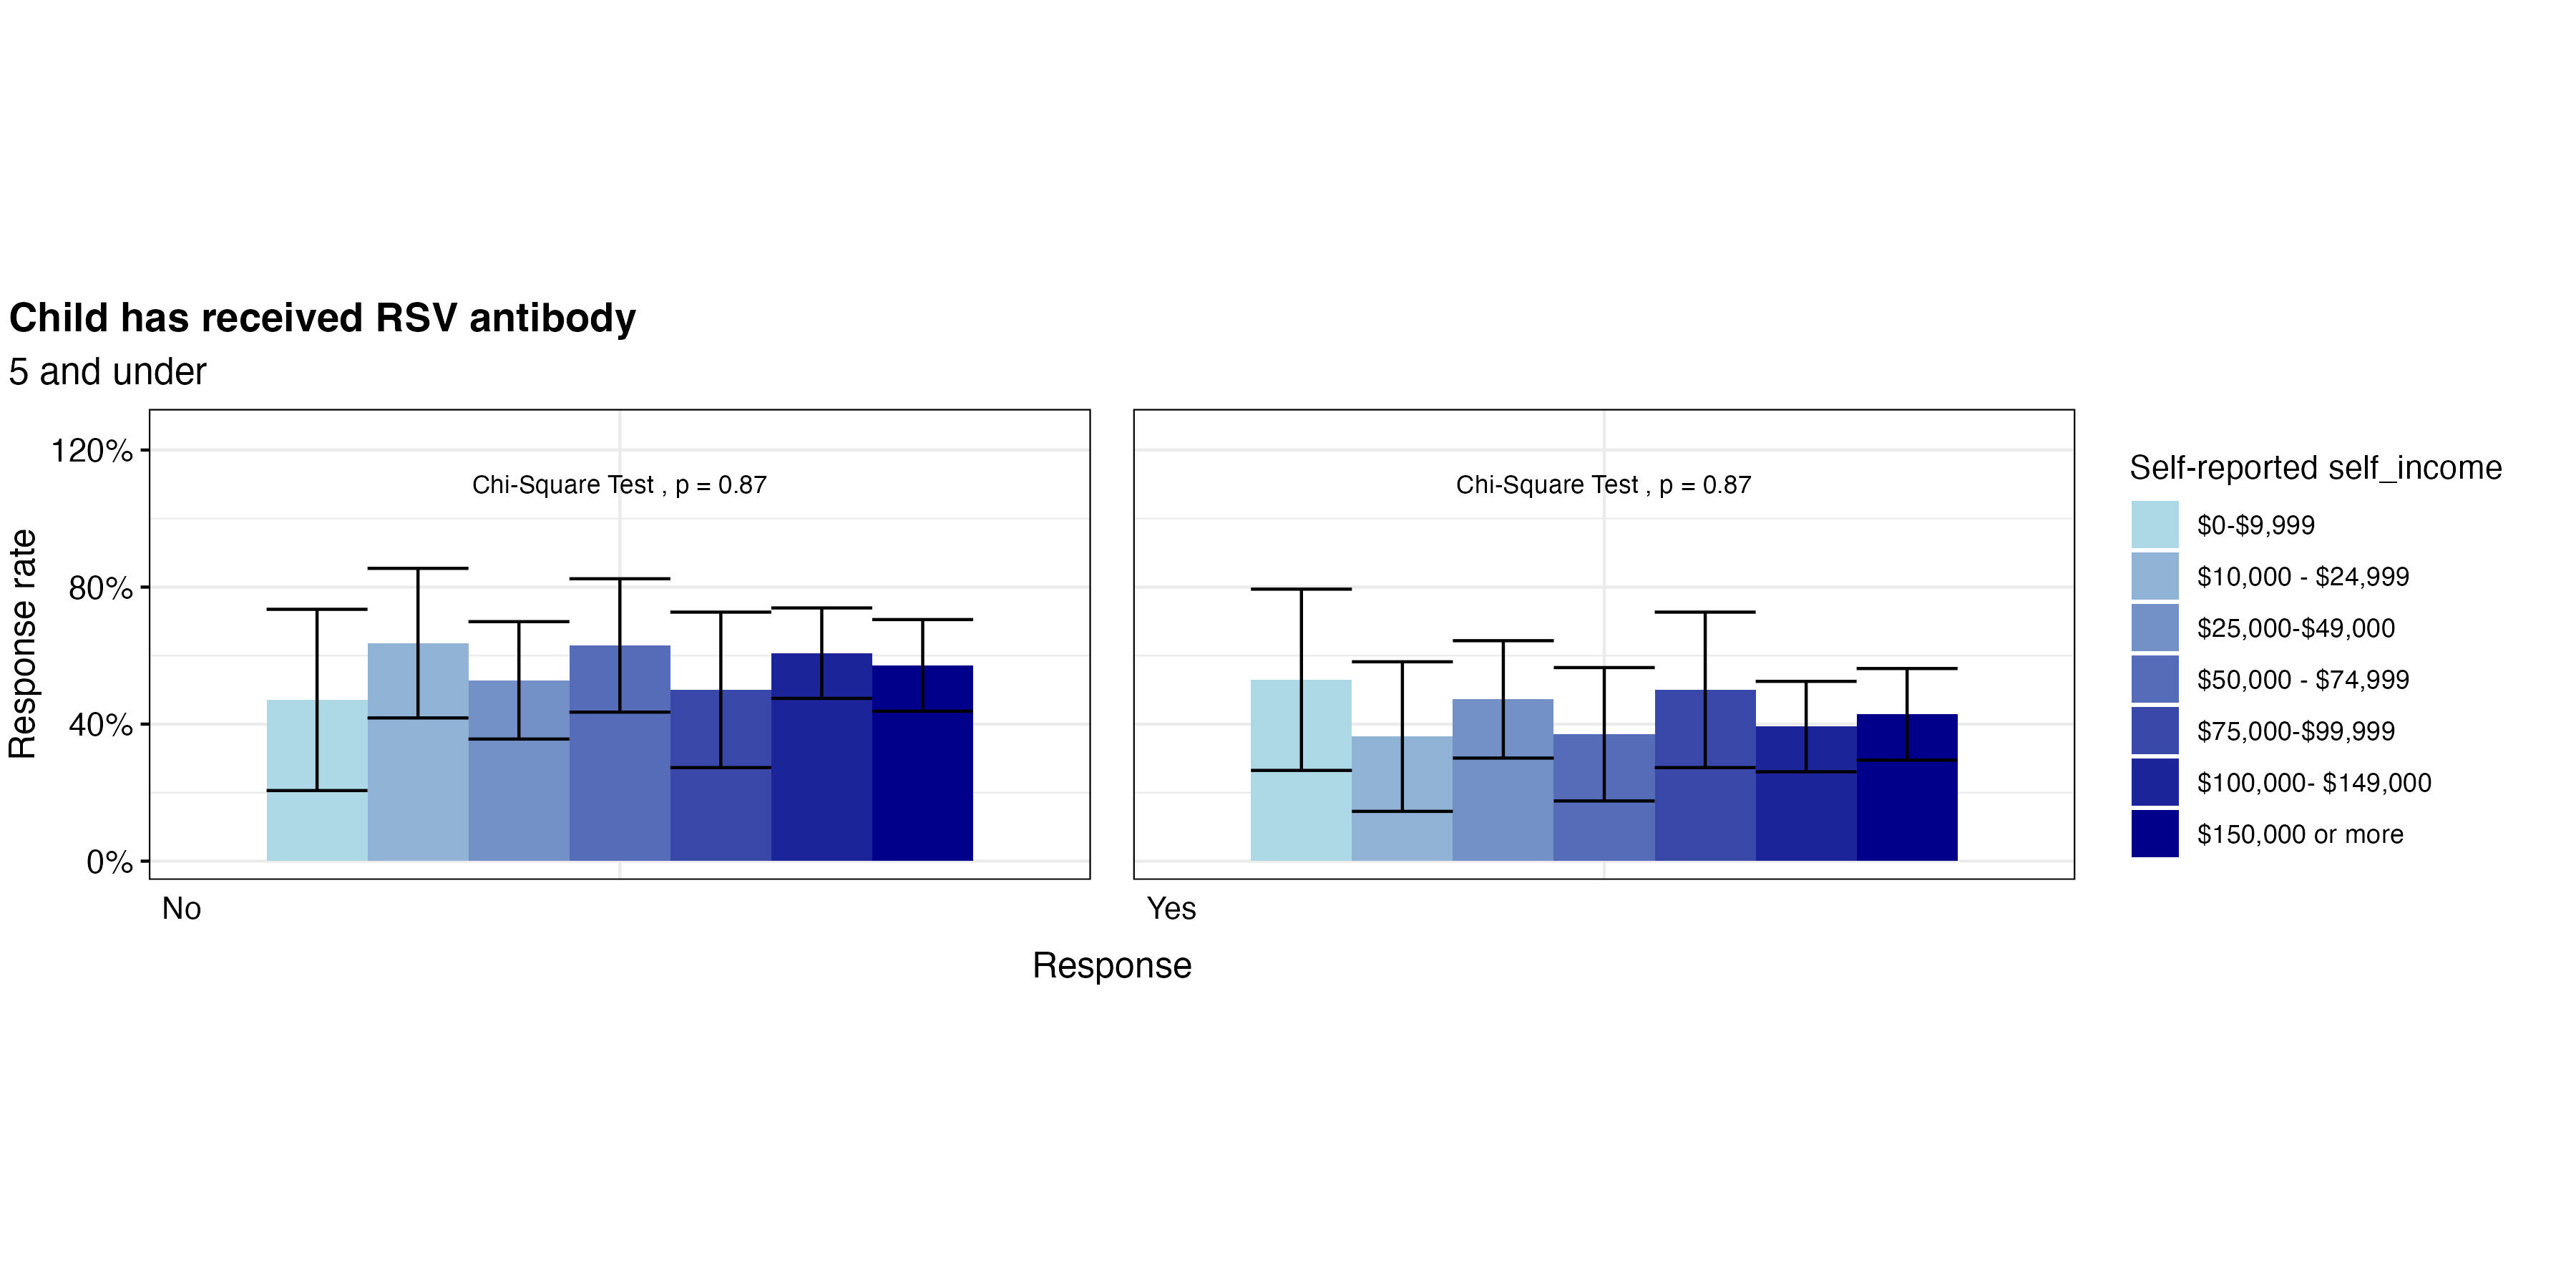 Child has received RSV antibody
5 and under
Response rate
120%
80%
40%
0%
Chi-Square Test , p = 0.87
Chi-Square Test , p = 0.87
No
Yes
Response
Self-reported self_income
$0-$9,999
$10,000 - $24,999
$25,000-$49,000
$50,000 - $74,999
$75,000-$99,999
$100,000- $149,000
$150,000 or more